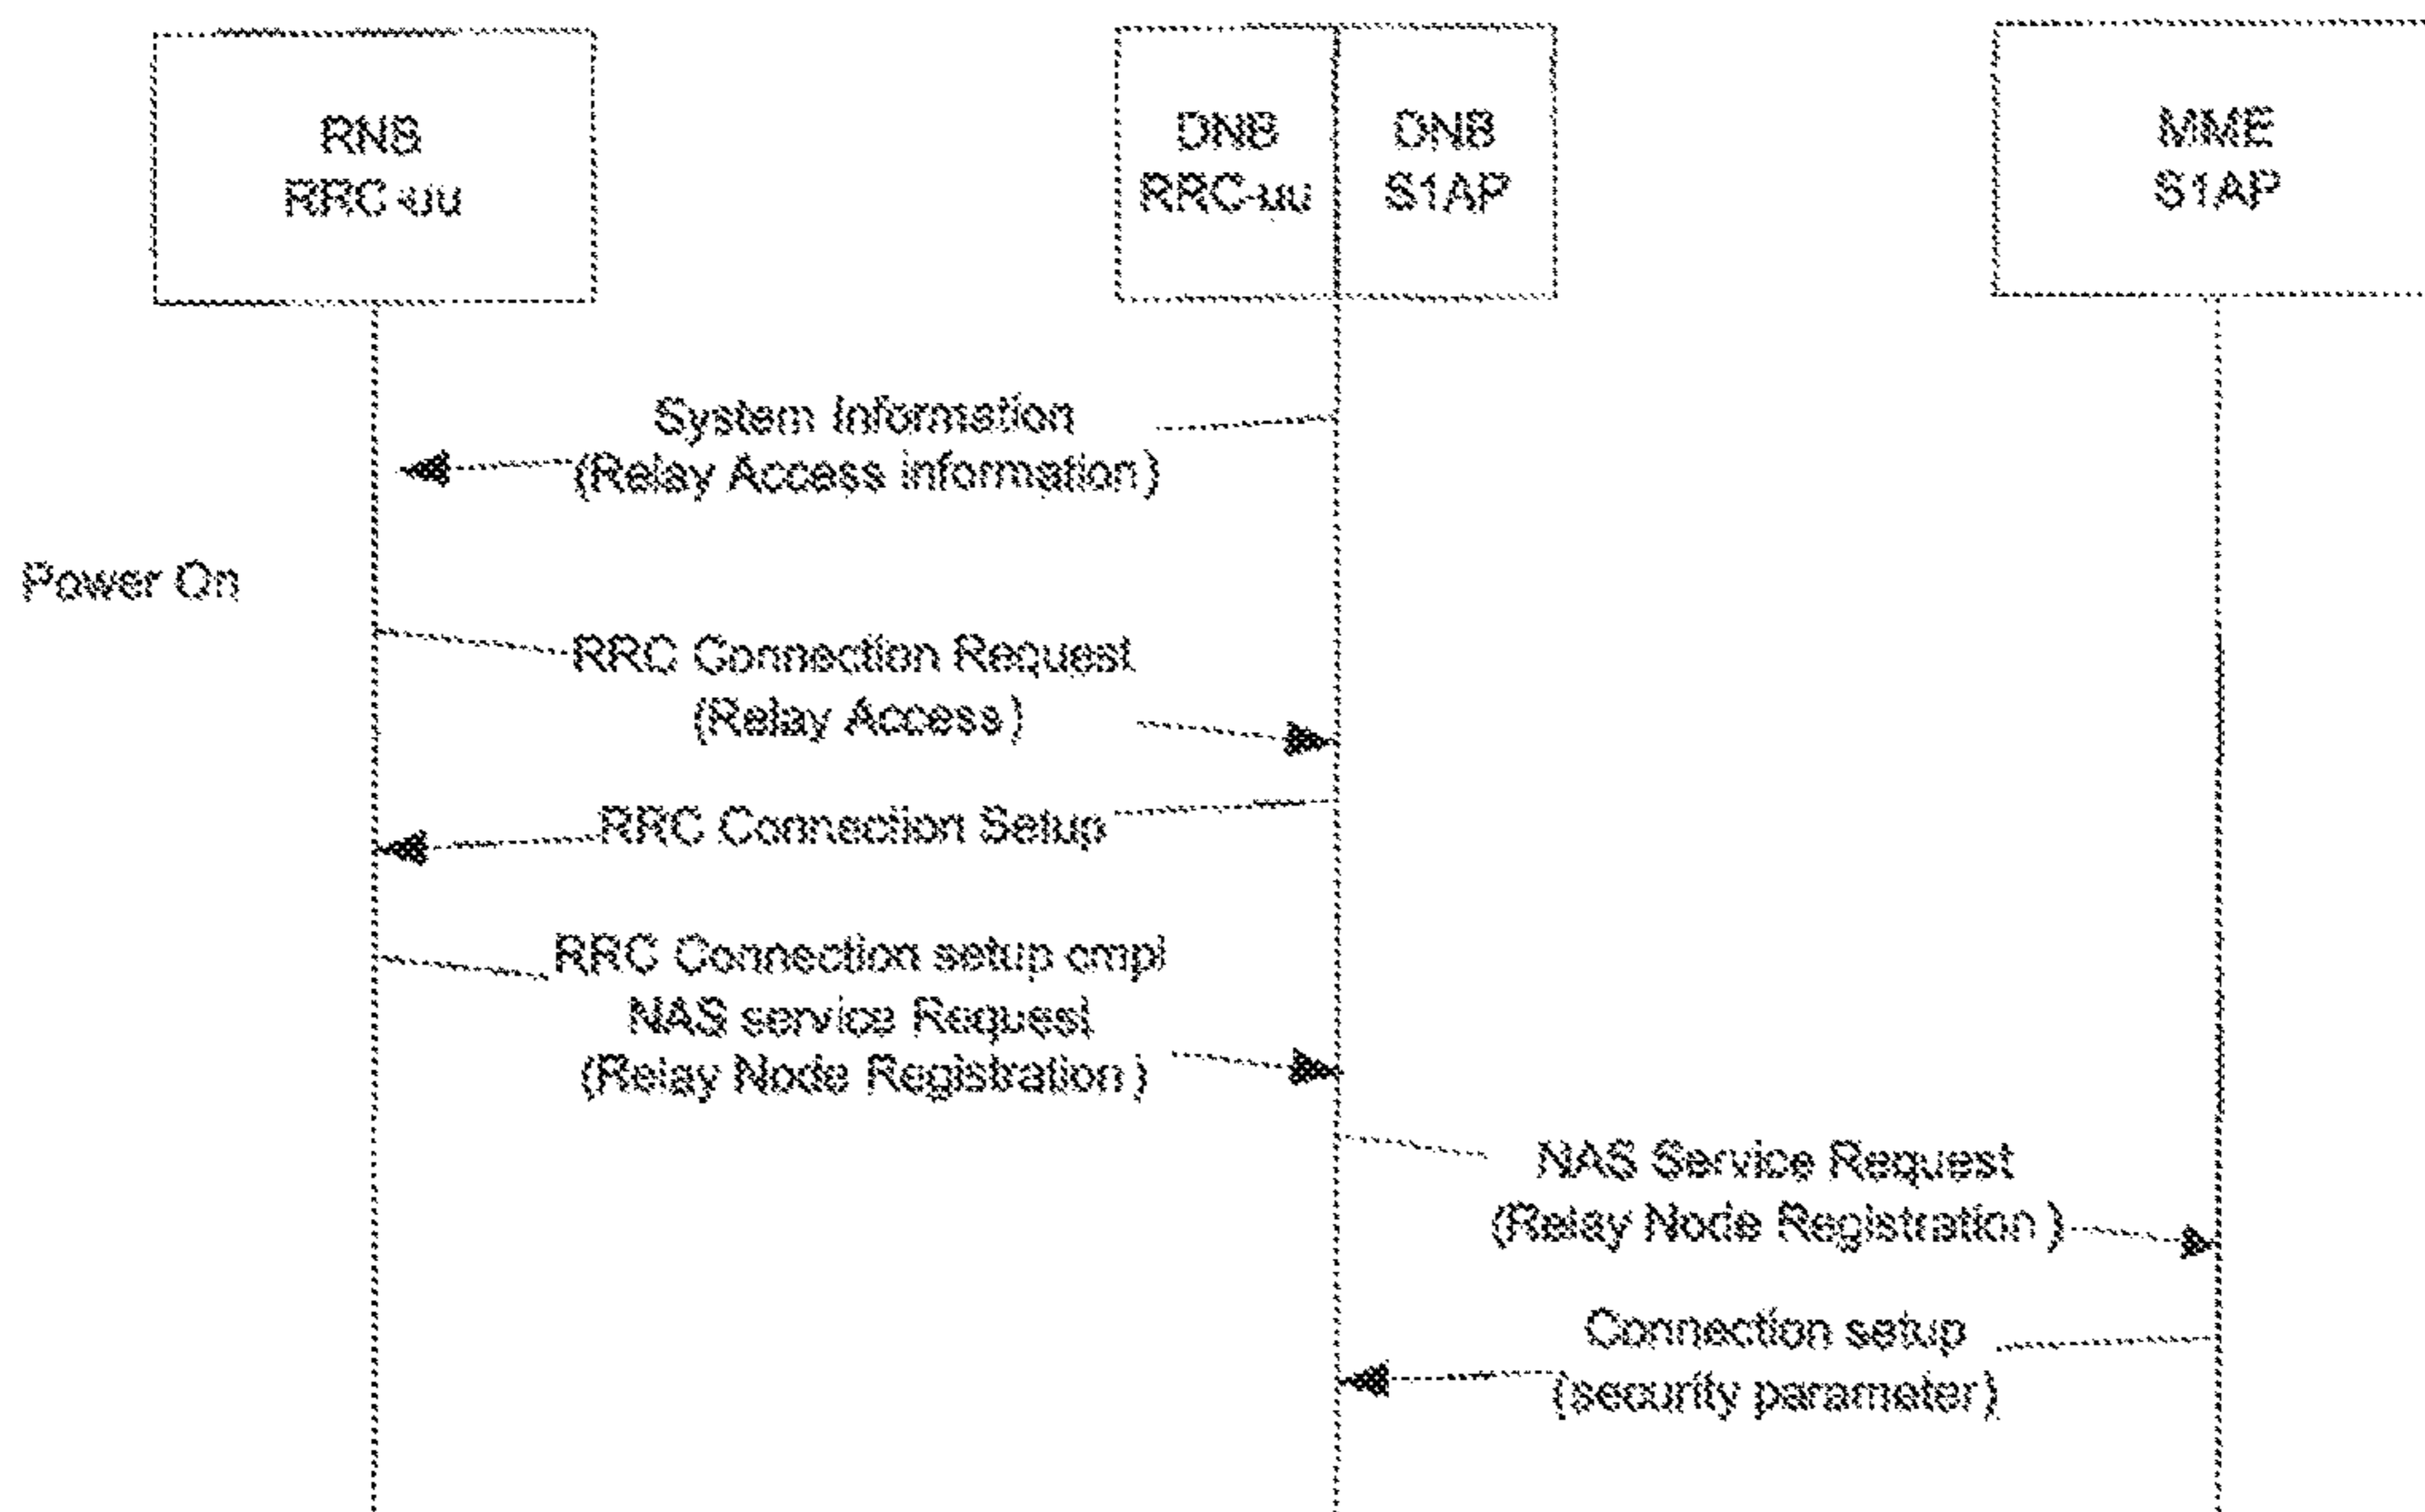 RNB
RRC-uu
DNB
RRC-uu
DNB
S1AP
MME
S1AP
System Information
(Relay Access information)
Power On
RRC Connection Request
(Relay Access)
RRC Connection Setup
RRC Connection setup cmpl
NAS service Request
(Relay Node Registration)
NAS Service Request
(Relay Node Registration)
Connection setup
(security parameter)